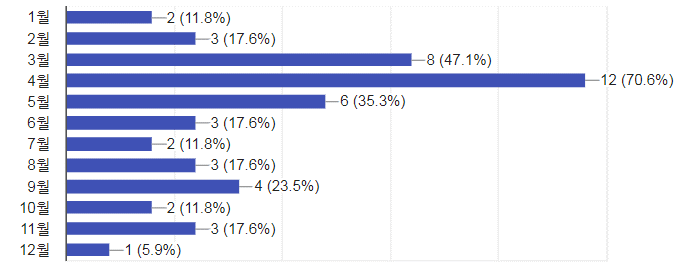 1월 2 (11.8%)
2월 3 (17.6%)
3월 8 (47.1%)
4월 12 (70.6%)
5월 6 (35.3%)
6월 3 (17.6%)
7월 2 (11.8%)
8월 3 (17.6%)
9월 4 (23.5%)
10월 2 (11.8%)
11월 3 (17.6%)
12월 1 (5.9%)